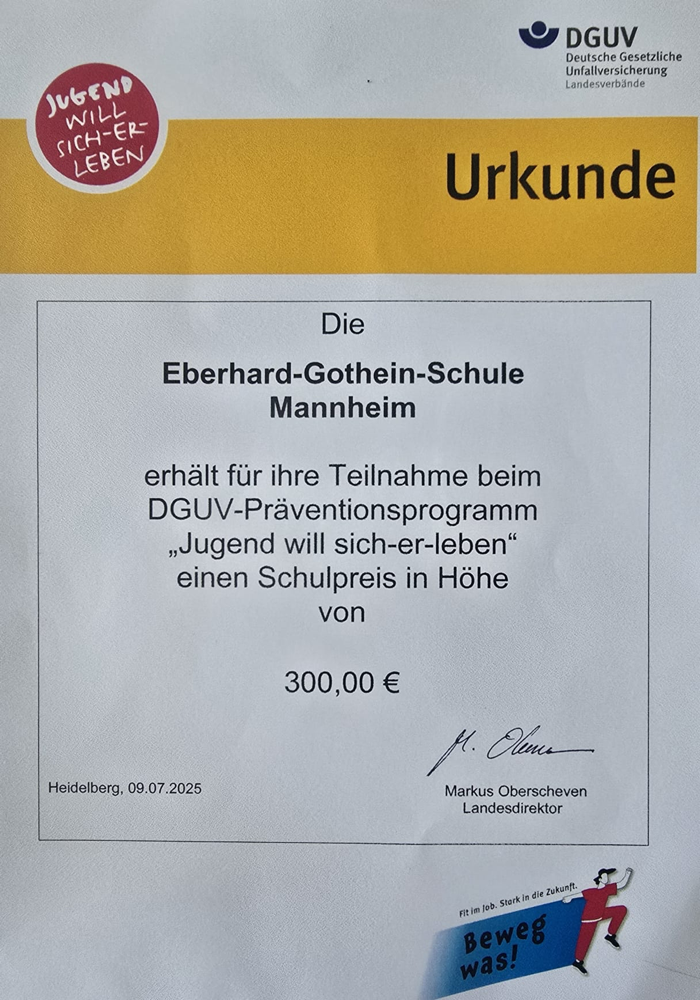 DGUV
Deutsche Gesetzliche
Unfallversicherung
Landesverbände
JUGEND
WILL
SICH-ER-
LEBEN
Urkunde
Die
Eberhard-Gothein-Schule
Mannheim
erhält für ihre Teilnahme beim
DGUV-Präventionsprogramm
„Jugend will sich-er-leben“
einen Schulpreis in Höhe
von
300,00 €
Heidelberg, 09.07.2025
Markus Oberscheven
Landesdirektor
Fit im Job. Stark in die Zukunft.
Beweg
was!